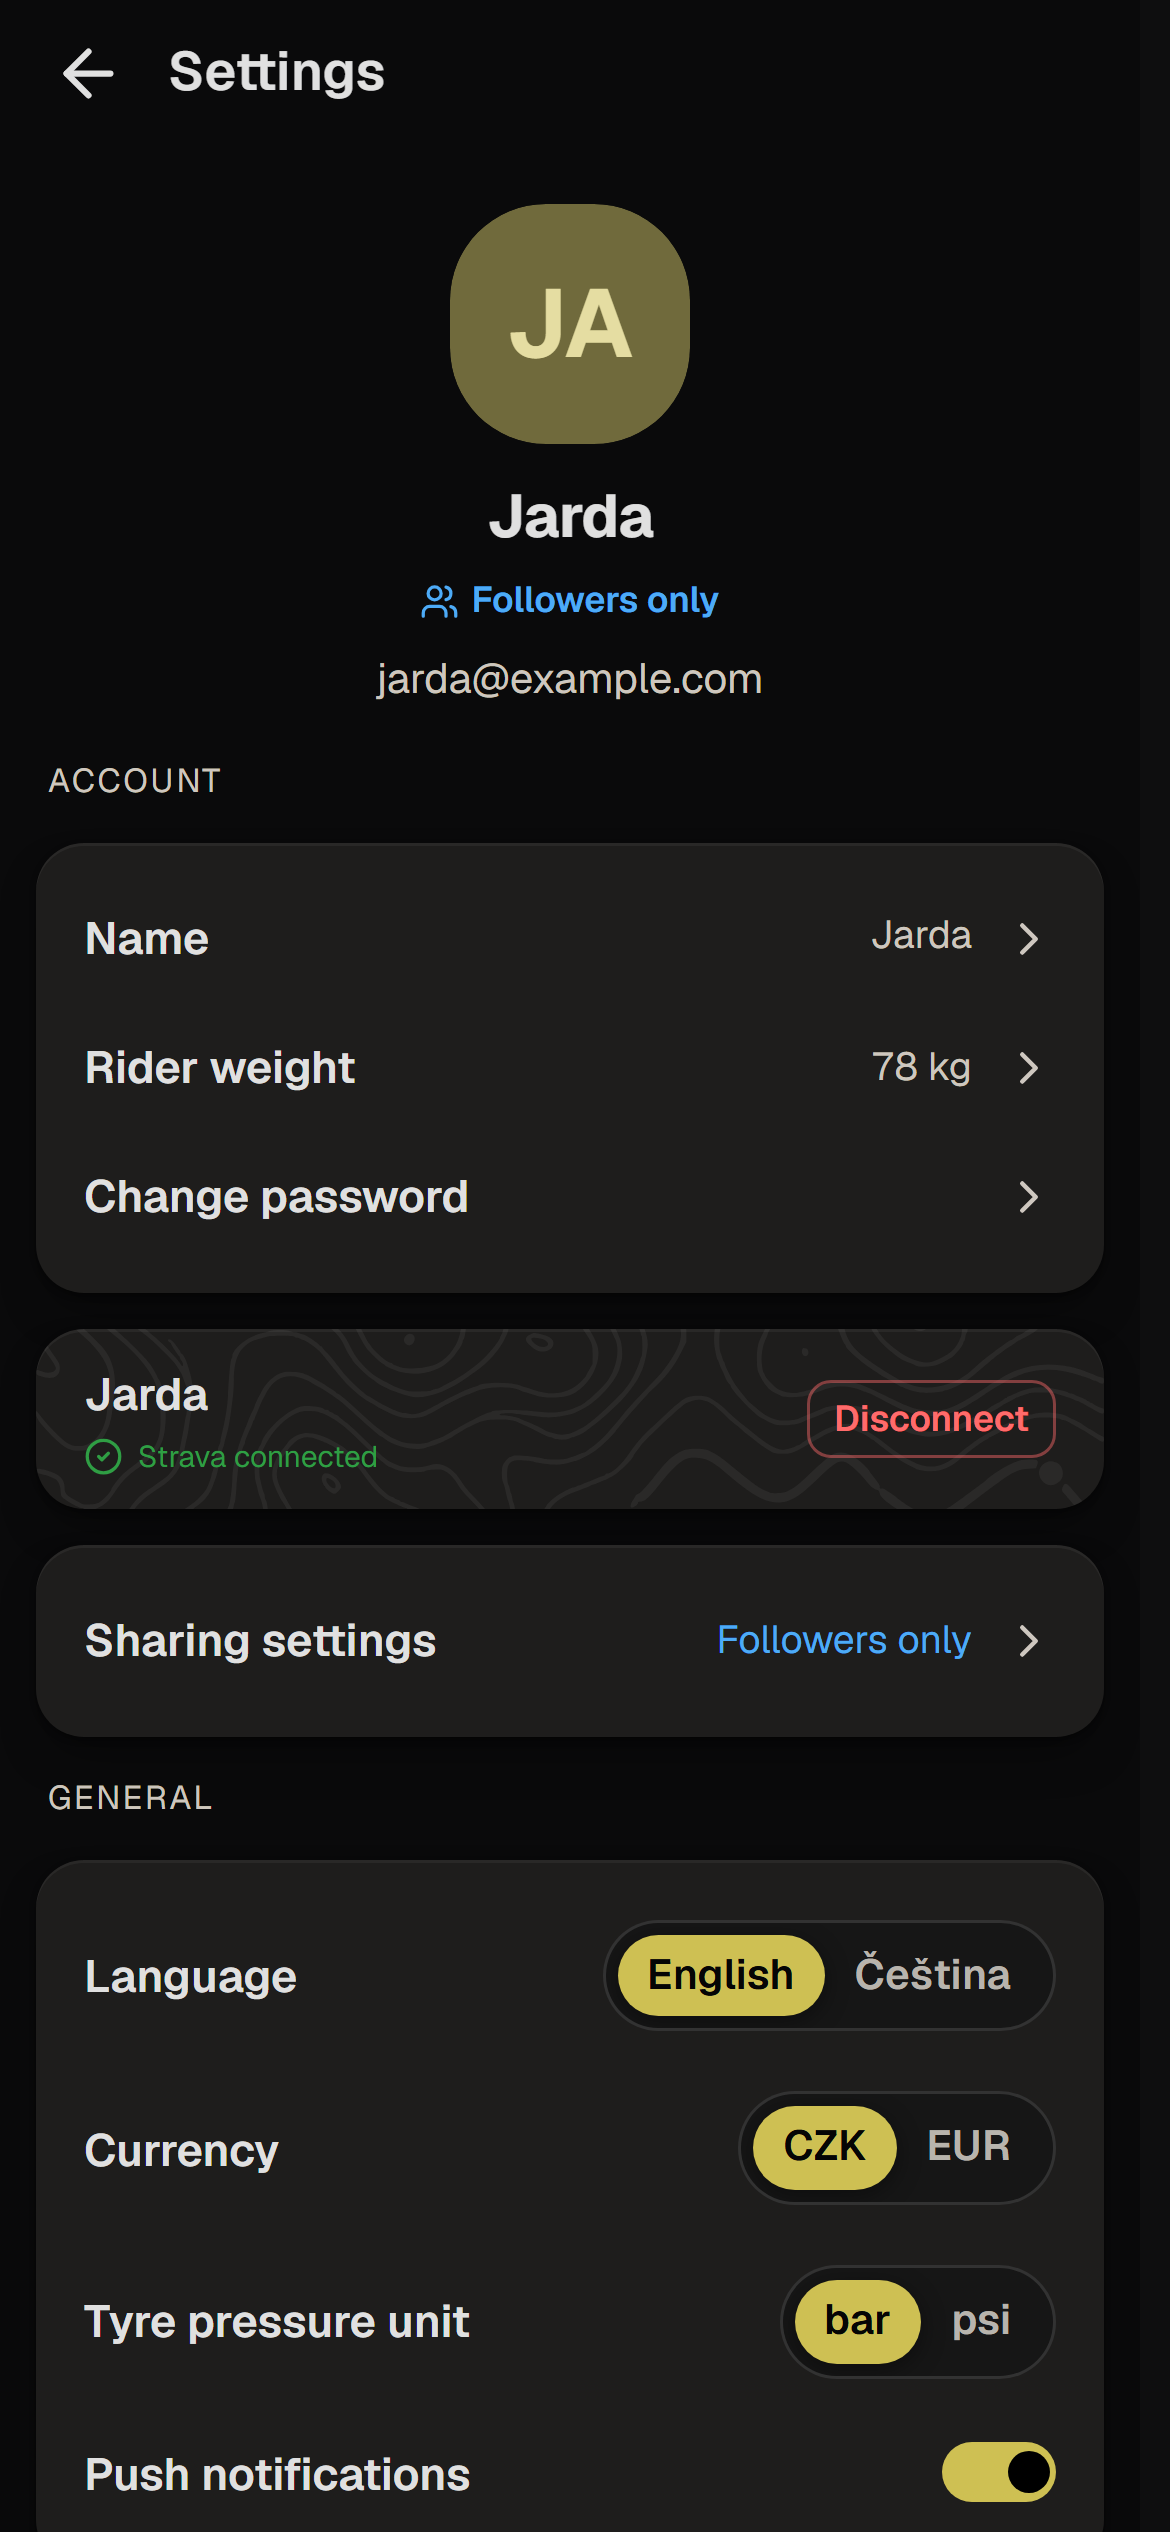 Settings
JA
Jarda
Followers only
jarda@example.com
ACCOUNT
Name Jarda
Rider weight 78 kg
Change password
Jarda
Strava connected
Disconnect
Sharing settings Followers only
GENERAL
Language English Čeština
Currency CZK EUR
Tyre pressure unit bar psi
Push notifications